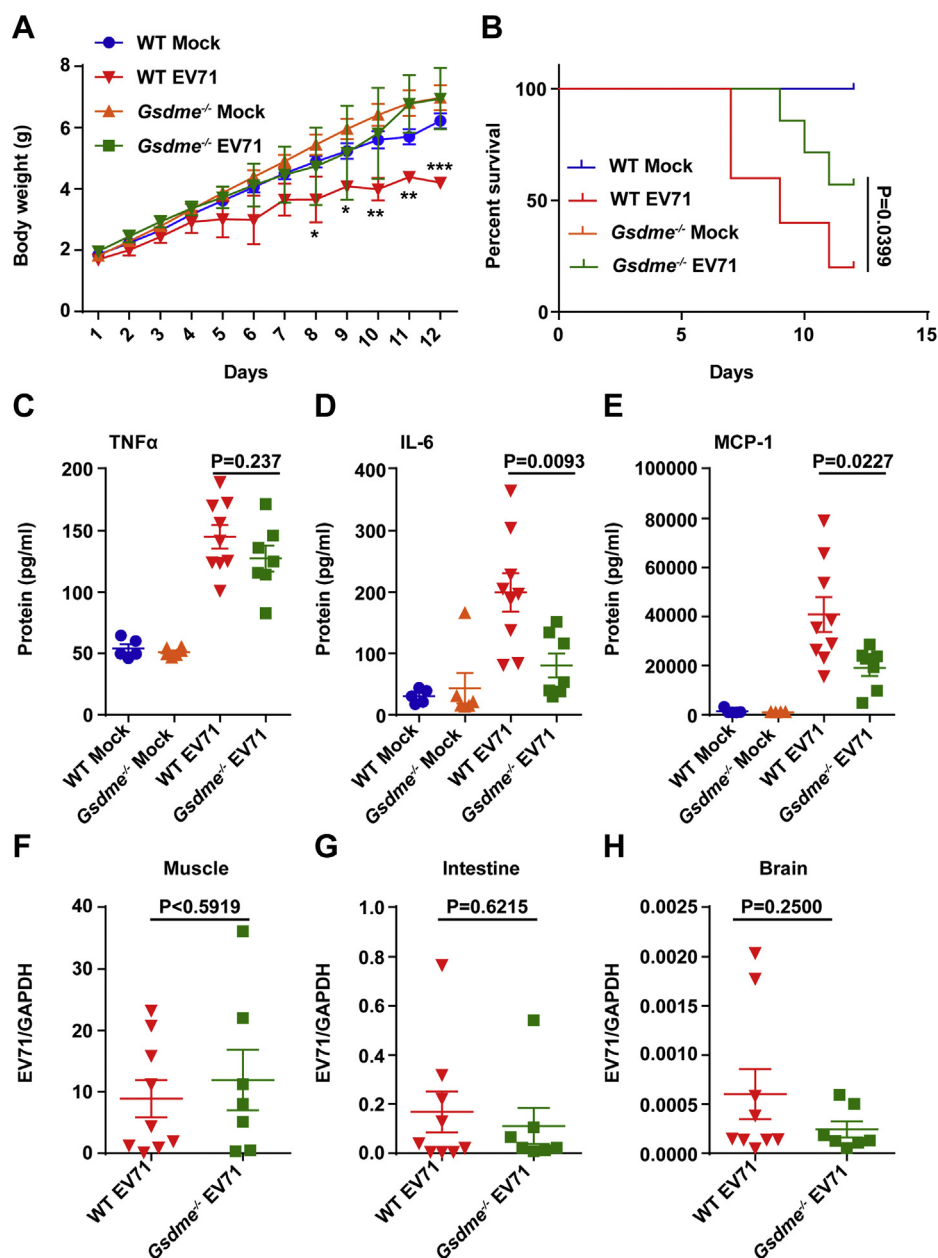 A
WT Mock
WT EV71
Gsdme-/- Mock
Gsdme-/- EV71
Body weight (g)
8
6
4
2
0
*
*
**
**
***
1 2 3 4 5 6 7 8 9 10 11 12
Days
B
Percent survival
100
50
0
WT Mock
WT EV71
Gsdme-/- Mock
Gsdme-/- EV71
P=0.0399
0 5 10 15
Days
C
TNFα
P=0.237
Protein (pg/ml)
200
150
100
50
0
WT Mock
Gsdme-/- Mock
WT EV71
Gsdme-/- EV71
D
IL-6
P=0.0093
Protein (pg/ml)
400
300
200
100
0
WT Mock
Gsdme-/- Mock
WT EV71
Gsdme-/- EV71
E
MCP-1
P=0.0227
Protein (pg/ml)
100000
80000
60000
40000
20000
0
WT Mock
Gsdme-/- Mock
WT EV71
Gsdme-/- EV71
F
Muscle
P<0.5919
EV71/GAPDH
40
30
20
10
0
WT EV71
Gsdme-/- EV71
G
Intestine
P=0.6215
EV71/GAPDH
1.0
0.8
0.6
0.4
0.2
0.0
WT EV71
Gsdme-/- EV71
H
Brain
P=0.2500
EV71/GAPDH
0.0025
0.0020
0.0015
0.0010
0.0005
0.0000
WT EV71
Gsdme-/- EV71